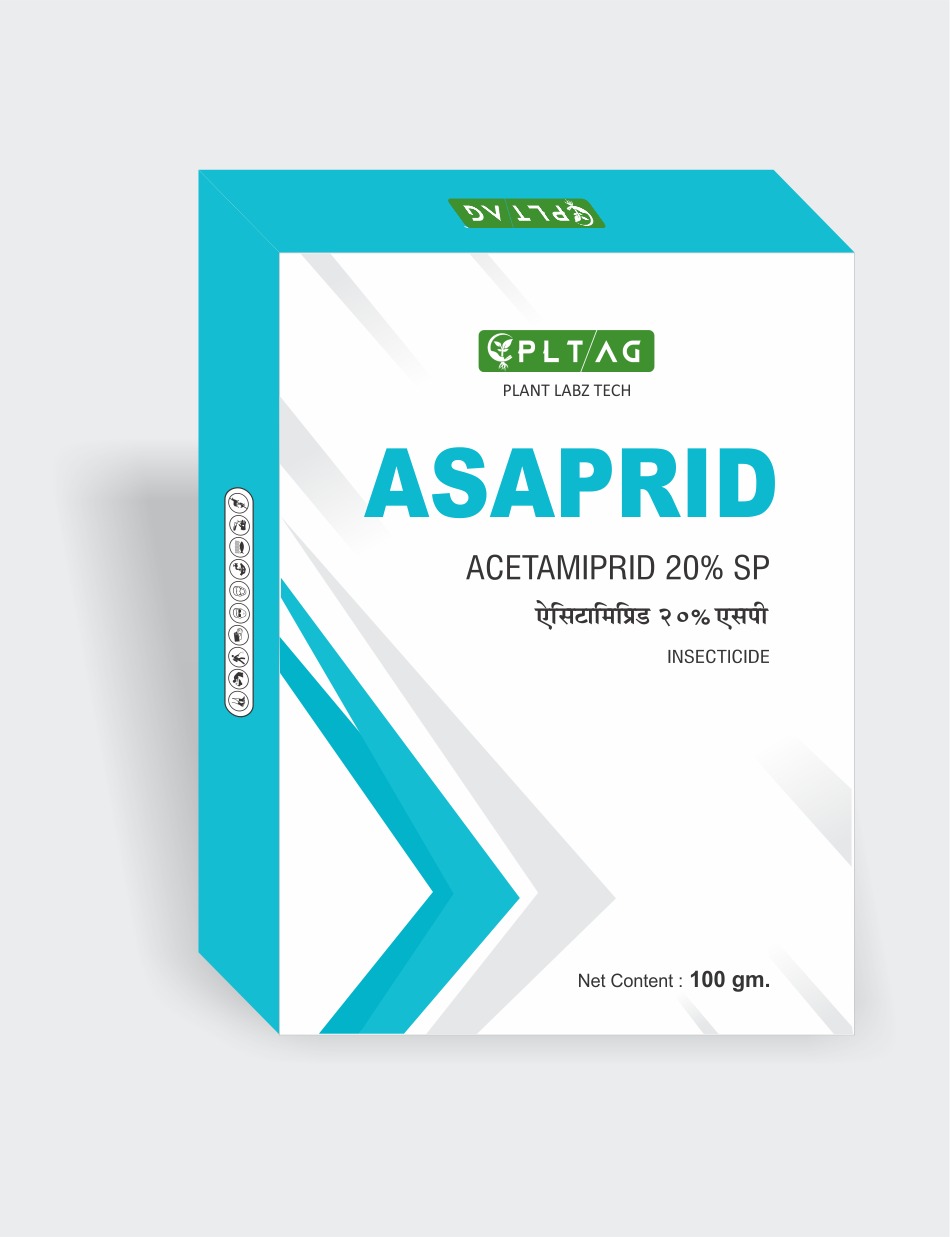 PLTAG
PLTAG
PLANT LABZ TECH
ASAPRID
ACETAMIPRID 20% SP
ऐसिटामिप्रिड २०% एसपी
INSECTICIDE
Net Content : 100 gm.